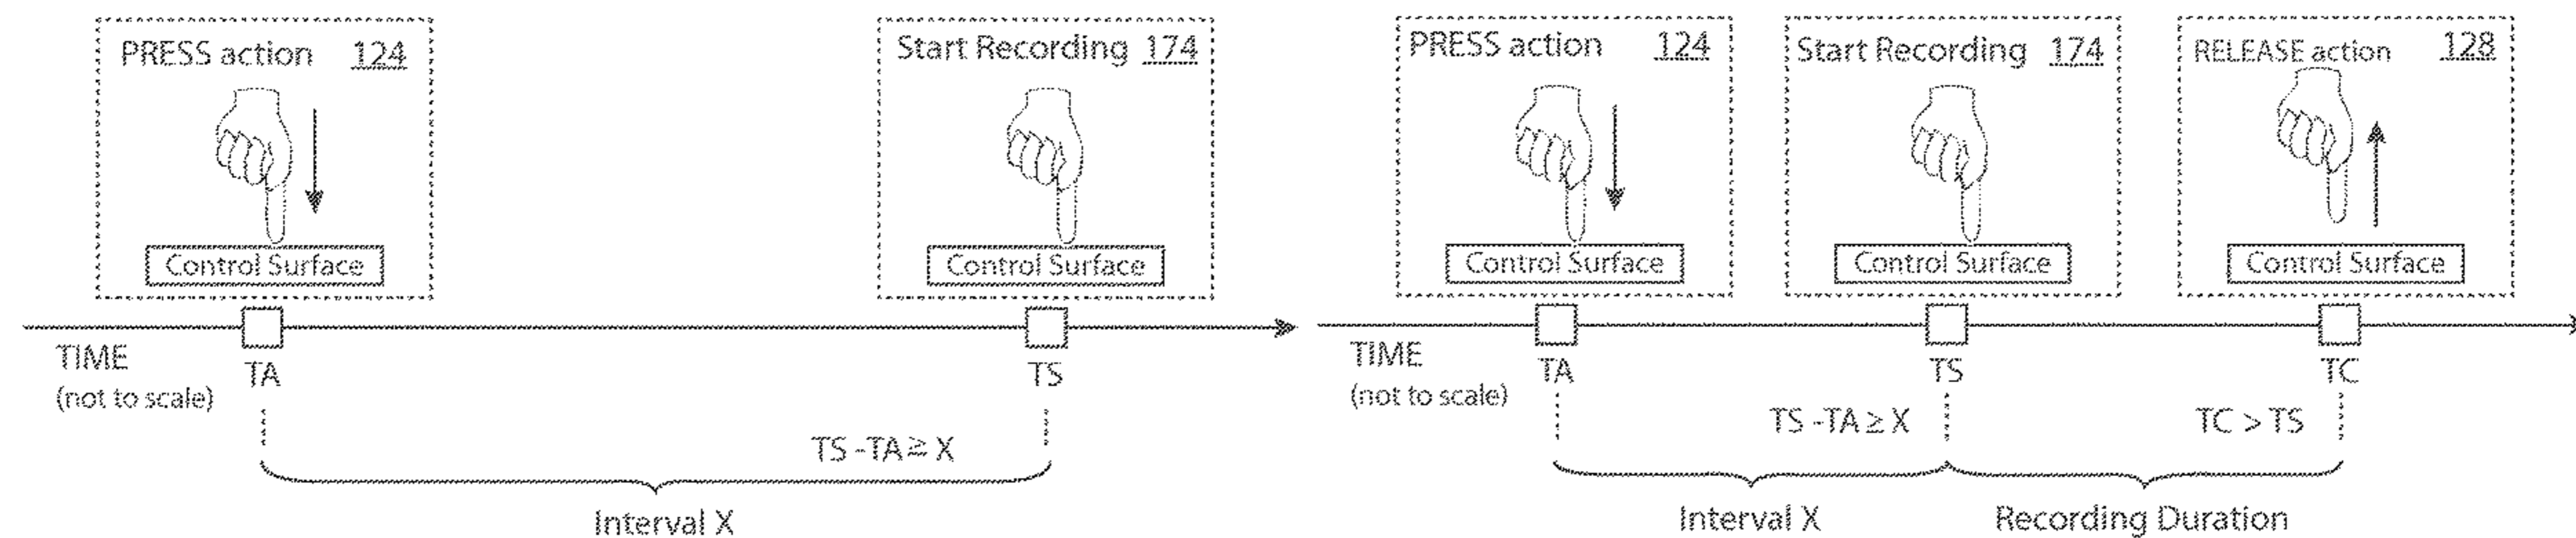 PRESS action 124
Control Surface
Start Recording 174
Control Surface
TIME
(not to scale)
TA
TS
TS -TA ≥ X
Interval X
PRESS action 124
Control Surface
Start Recording 174
Control Surface
RELEASE action 128
Control Surface
TIME
(not to scale)
TA
TS
TC
TS -TA ≥ X
TC > TS
Interval X
Recording Duration